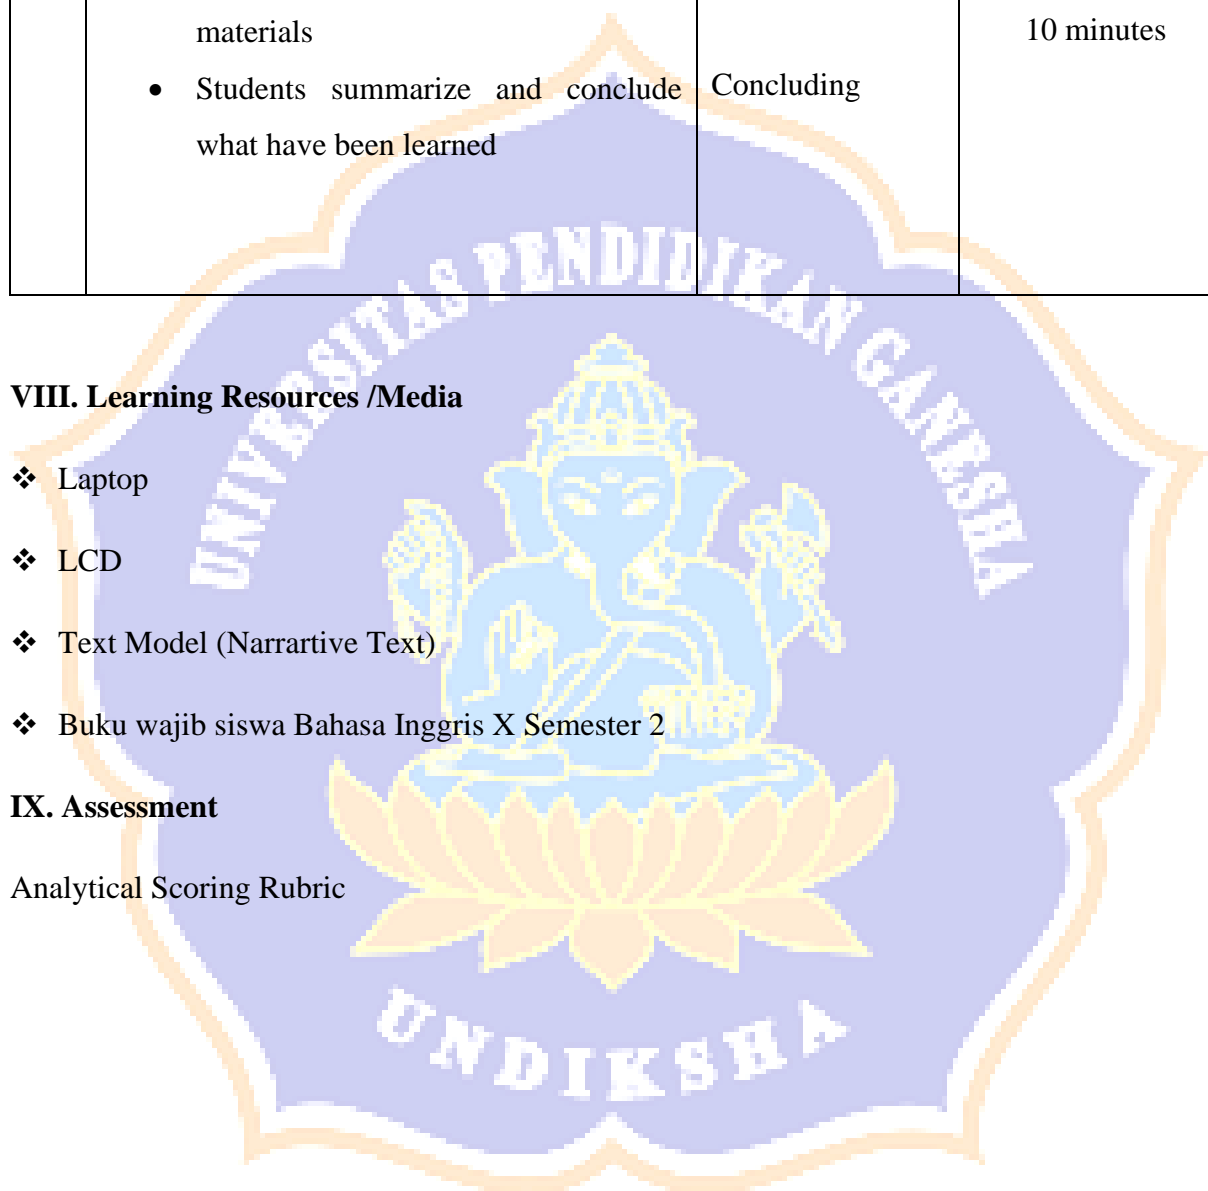 materials
10 minutes
• Students summarize and conclude
Concluding
what have been learned
UNIVERSITAS PENDIDIKAN GANESHA
VIII. Learning Resources /Media
❖ Laptop
❖ LCD
❖ Text Model (Narrartive Text)
❖ Buku wajib siswa Bahasa Inggris X Semester 2
IX. Assessment
Analytical Scoring Rubric
UNDIKSHA